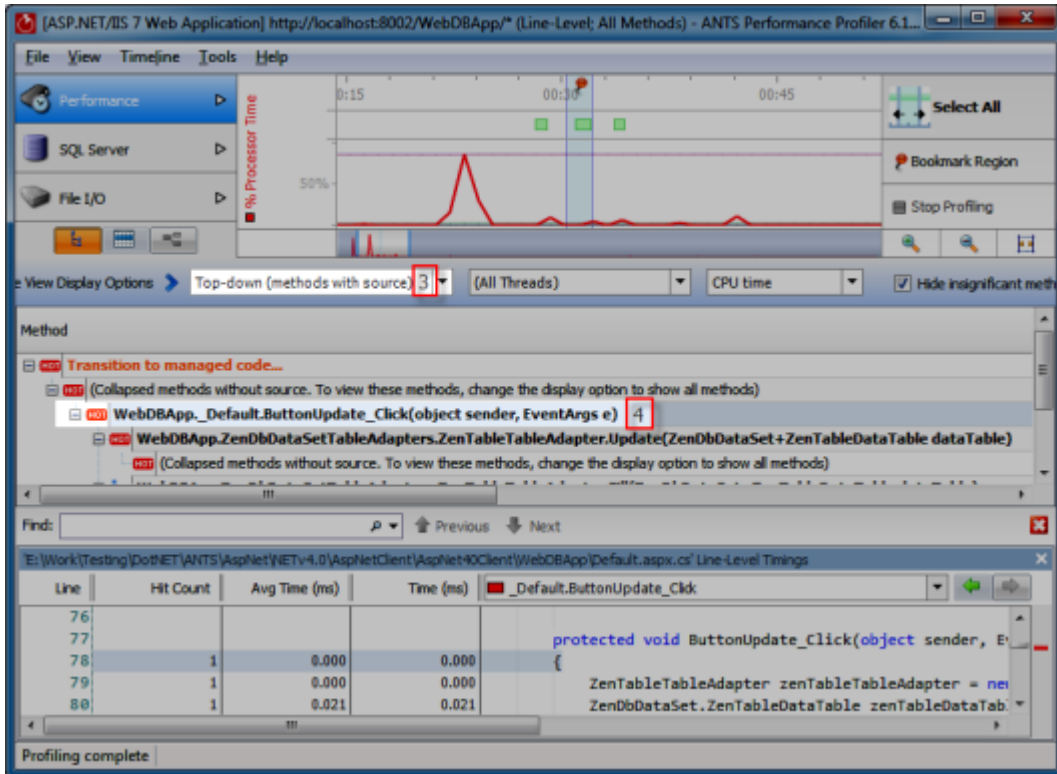 [ASP.NET/IIS 7 Web Application] http://localhost:8002/WebDBApp/* (Line-Level; All Methods) - ANTS Performance Profiler 6.1...
File View Timeline Tools Help
Performance
SQL Server
File I/O
% Processor Time
0:15 00:30 00:45
50%
Select All
Bookmark Region
Stop Profiling
e View Display Options Top-down (methods with source) 3 (All Threads) CPU time Hide insignificant meth
Method
HOT Transition to managed code...
HOT (Collapsed methods without source. To view these methods, change the display option to show all methods)
HOT WebDBApp._Default.ButtonUpdate_Click(object sender, EventArgs e) 4
HOT WebDBApp.ZenDbDataSetTableAdapters.ZenTableTableAdapter.Update(ZenDbDataSet+ZenTableDataTable dataTable)
HOT (Collapsed methods without source. To view these methods, change the display option to show all methods)
Find: Previous Next
'E:\Work\Testing\DotNET\ANTS\AspNet\NETv4.0\AspNetClient\AspNet40Client\WebDBApp\Default.aspx.cs' Line-Level Timings
Line Hit Count Avg Time (ms) Time (ms) _Default.ButtonUpdate_Click
76
77 protected void ButtonUpdate_Click(object sender, E
78 1 0.000 0.000 {
79 1 0.000 0.000 ZenTableTableAdapter zenTableTableAdapter = ne
80 1 0.021 0.021 ZenDbDataSet.ZenTableDataTable zenTableDataTab
Profiling complete